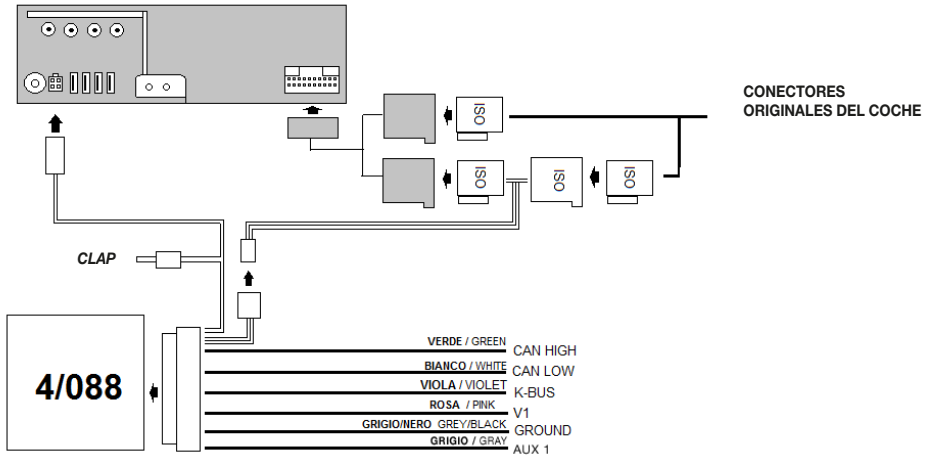 CONECTORES
ORIGINALES DEL COCHE
ISO
ISO
ISO
ISO
CLAP
4/088
VERDE / GREEN CAN HIGH
BIANCO / WHITE CAN LOW
VIOLA / VIOLET K-BUS
ROSA / PINK V1
GRIGIO/NERO GREY/BLACK GROUND
GRIGIO / GRAY AUX 1